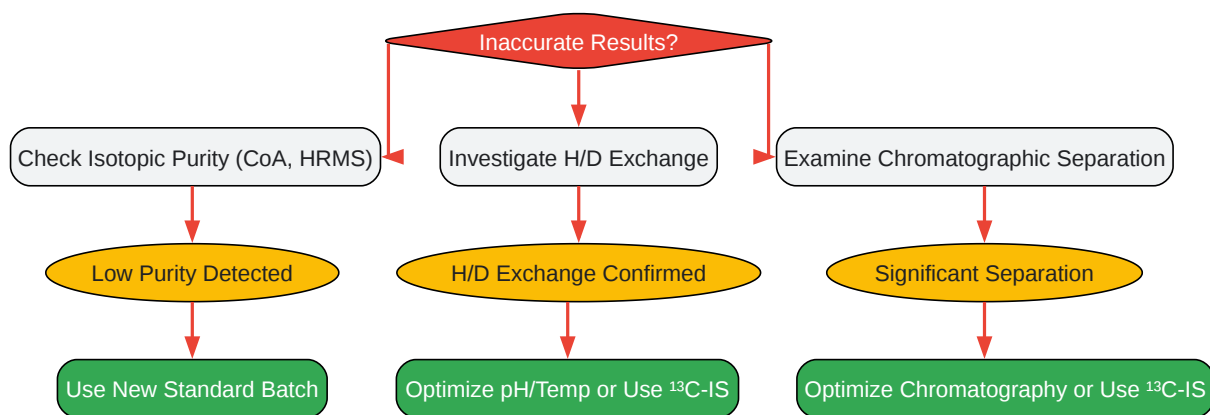 Inaccurate Results?
Check Isotopic Purity (CoA, HRMS)
Investigate H/D Exchange
Examine Chromatographic Separation
Low Purity Detected
H/D Exchange Confirmed
Significant Separation
Use New Standard Batch
Optimize pH/Temp or Use ¹³C-IS
Optimize Chromatography or Use ¹³C-IS